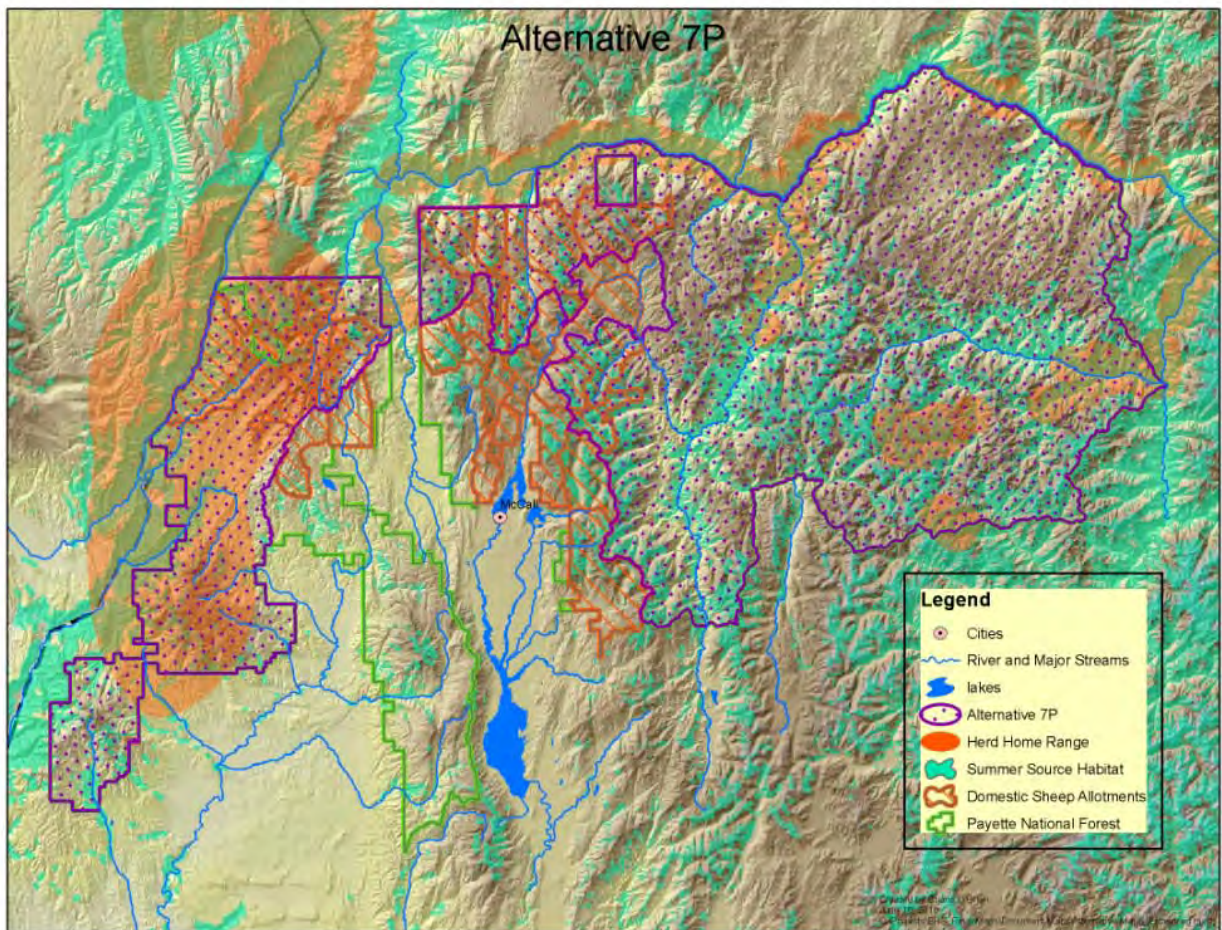 Alternative 7P
McCall
Legend
Cities
River and Major Streams
lakes
Alternative 7P
Herd Home Range
Summer Source Habitat
Domestic Sheep Allotments
Payette National Forest